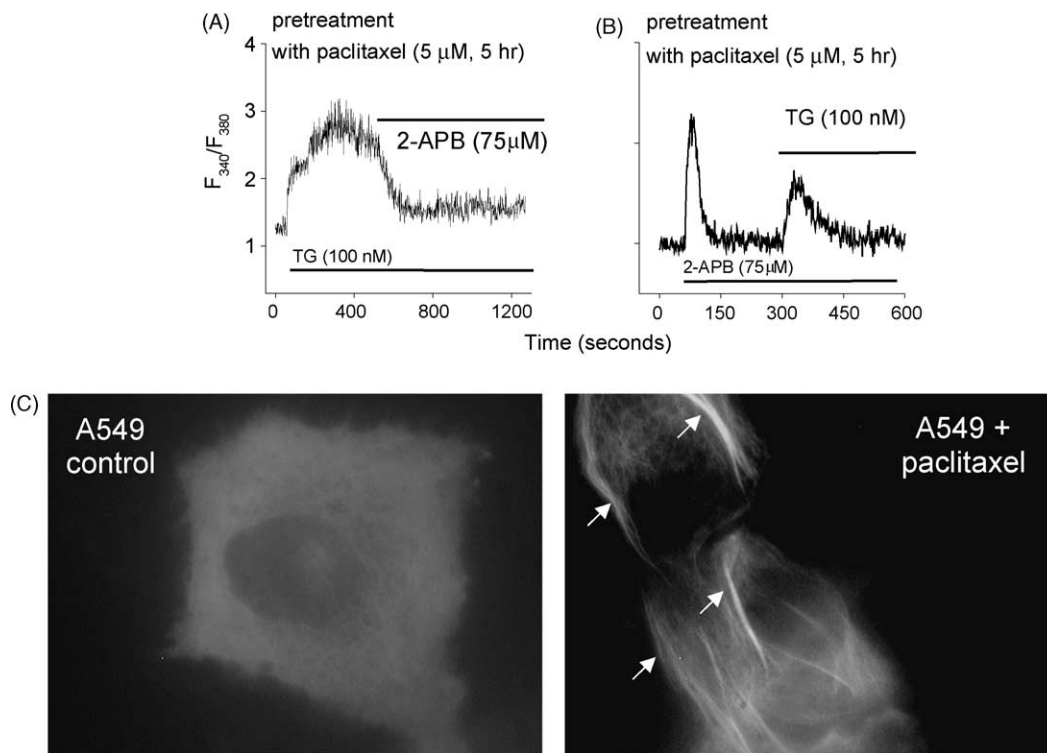 (A)
pretreatment
with paclitaxel (5 μM, 5 hr)
4
3
2
1
F340/F380
2-APB (75μM)
TG (100 nM)
0
400
800
1200
(B)
pretreatment
with paclitaxel (5 μM, 5 hr)
TG (100 nM)
2-APB (75μM)
0
150
300
450
600
Time (seconds)
(C)
A549
control
A549 +
paclitaxel